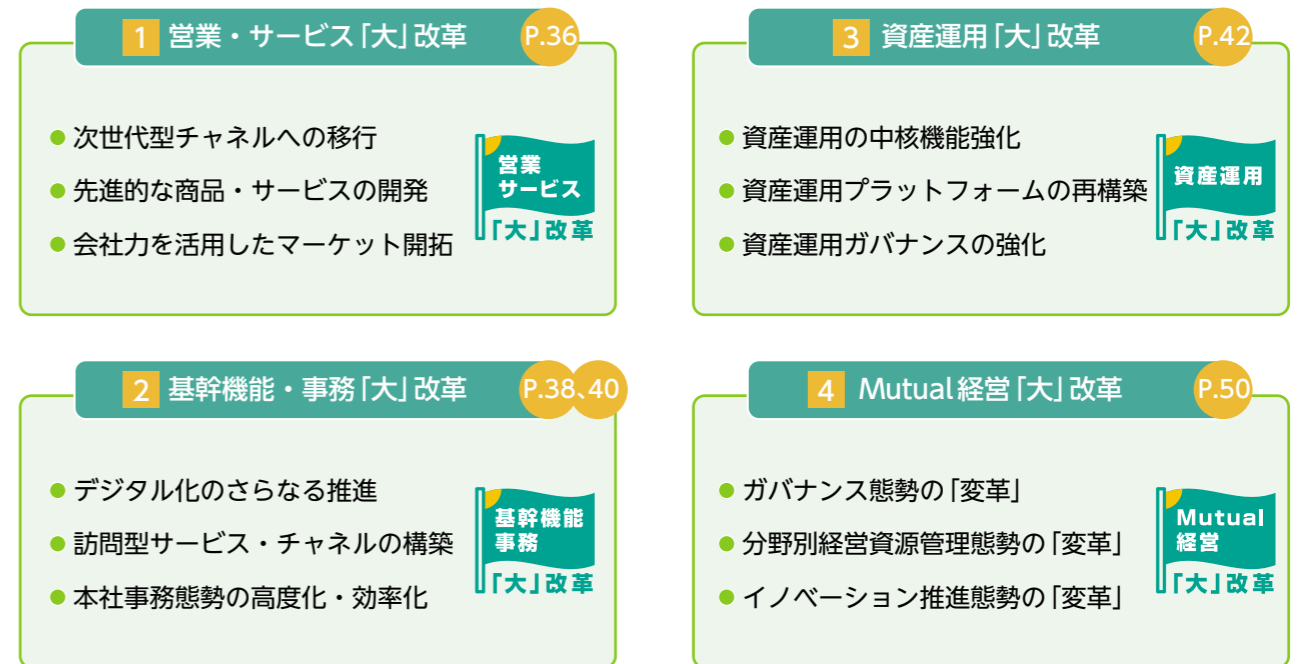 1 営業・サービス「大」改革 P.36
● 次世代型チャネルへの移行
● 先進的な商品・サービスの開発
● 会社力を活用したマーケット開拓
営業
サービス
「大」改革
2 基幹機能・事務「大」改革 P.38、40
● デジタル化のさらなる推進
● 訪問型サービス・チャネルの構築
● 本社事務態勢の高度化・効率化
基幹機能
事務
「大」改革
3 資産運用「大」改革 P.42
● 資産運用の中核機能強化
● 資産運用プラットフォームの再構築
● 資産運用ガバナンスの強化
資産運用
「大」改革
4 Mutual経営「大」改革 P.50
● ガバナンス態勢の「変革」
● 分野別経営資源管理態勢の「変革」
● イノベーション推進態勢の「変革」
Mutual
経営
「大」改革